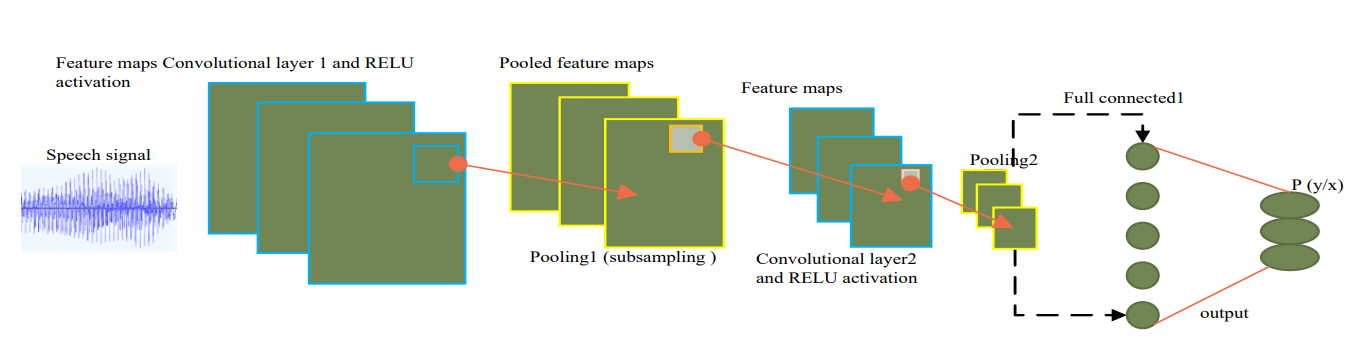 Feature maps Convolutional layer 1 and RELU
activation
Speech signal
Pooled feature maps
Pooling1 (subsampling )
Feature maps
Convolutional layer2
and RELU activation
Pooling2
Full connected1
P (y/x)
output